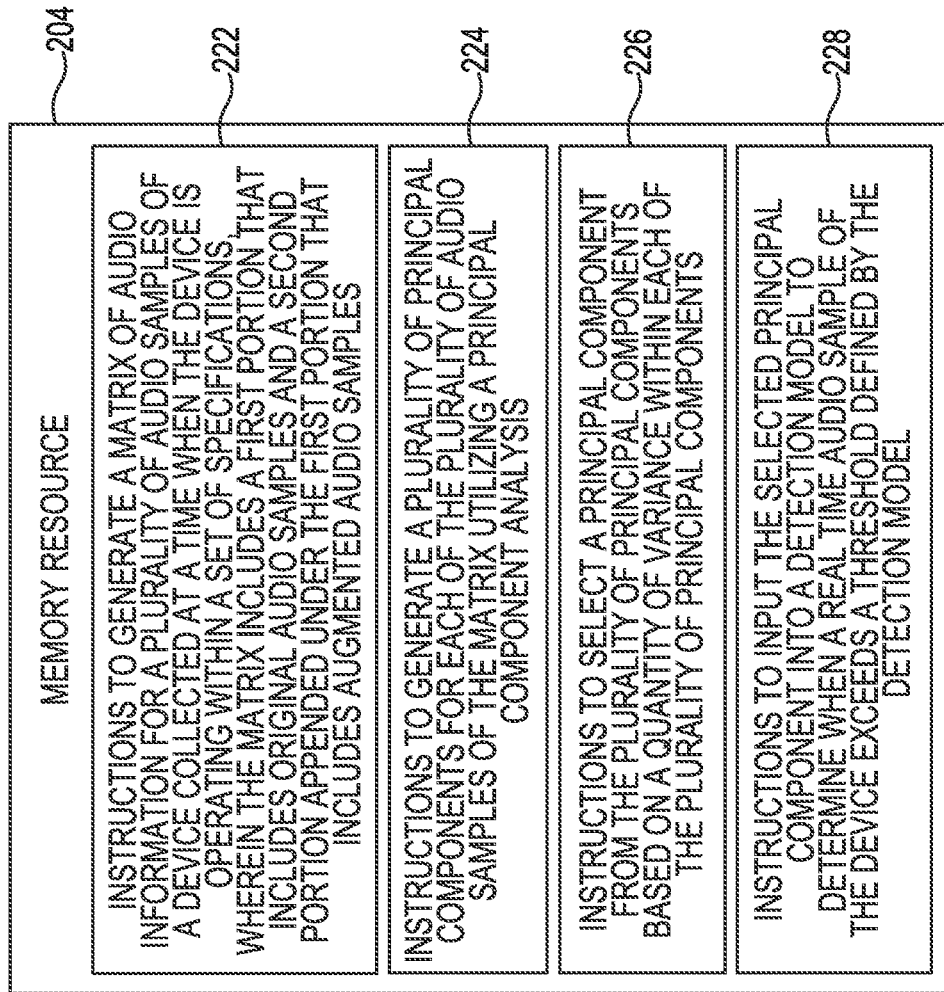 MEMORY RESOURCE
204
INSTRUCTIONS TO GENERATE A MATRIX OF AUDIO
INFORMATION FOR A PLURALITY OF AUDIO SAMPLES OF
A DEVICE COLLECTED AT A TIME WHEN THE DEVICE IS
OPERATING WITHIN A SET OF SPECIFICATIONS,
WHEREIN THE MATRIX INCLUDES A FIRST PORTION THAT
INCLUDES ORIGINAL AUDIO SAMPLES AND A SECOND
PORTION APPENDED UNDER THE FIRST PORTION THAT
INCLUDES AUGMENTED AUDIO SAMPLES
222
INSTRUCTIONS TO GENERATE A PLURALITY OF PRINCIPAL
COMPONENTS FOR EACH OF THE PLURALITY OF AUDIO
SAMPLES OF THE MATRIX UTILIZING A PRINCIPAL
COMPONENT ANALYSIS
224
INSTRUCTIONS TO SELECT A PRINCIPAL COMPONENT
FROM THE PLURALITY OF PRINCIPAL COMPONENTS
BASED ON A QUANTITY OF VARIANCE WITHIN EACH OF
THE PLURALITY OF PRINCIPAL COMPONENTS
226
INSTRUCTIONS TO INPUT THE SELECTED PRINCIPAL
COMPONENT INTO A DETECTION MODEL TO
DETERMINE WHEN A REAL TIME AUDIO SAMPLE OF
THE DEVICE EXCEEDS A THRESHOLD DEFINED BY THE
DETECTION MODEL
228